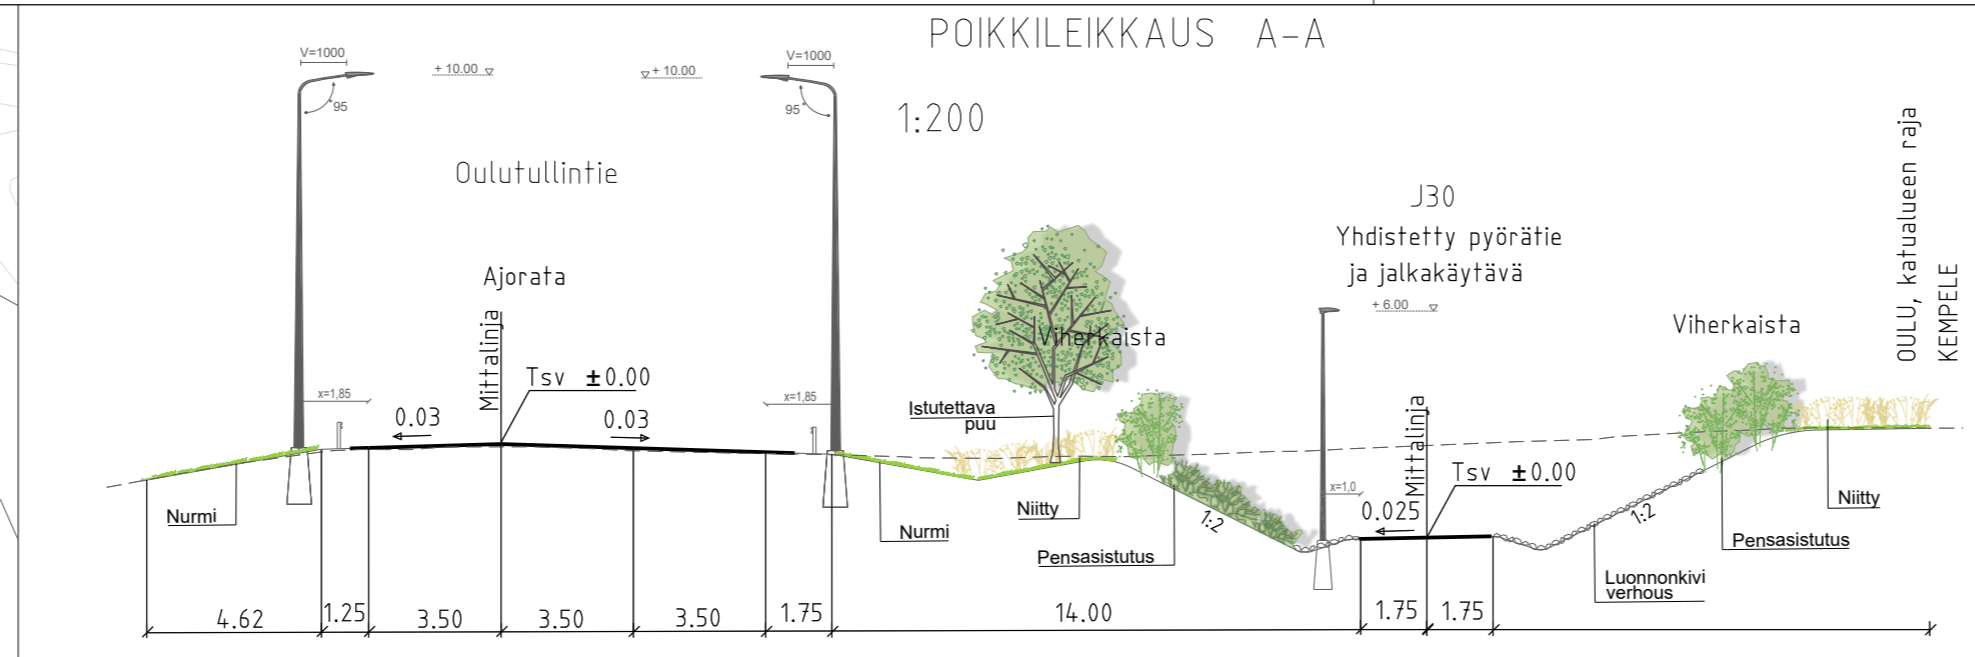 POIKKILEIKKAUS A-A
1:200
V=1000
+ 10.00
+ 10.00
V=1000
95
95
Oulutullintie
Ajorata
Mittalinja
Tsv ±0.00
x=1,85
x=1,85
0.03
0.03
Viherkaista
Istutettava
puu
J30
Yhdistetty pyörätie
ja jalkakäytävä
+ 6.00
Viherkaista
OULU, katualueen raja
KEMPELE
Mittalinja
Tsv ±0.00
x=1,0
0.025
Nurmi
Nurmi
Niitty
1:2
Pensasistutus
1:2
Niitty
Pensasistutus
Luonnonkivi
verhous
4.62
1.25
3.50
3.50
3.50
1.75
14.00
1.75
1.75